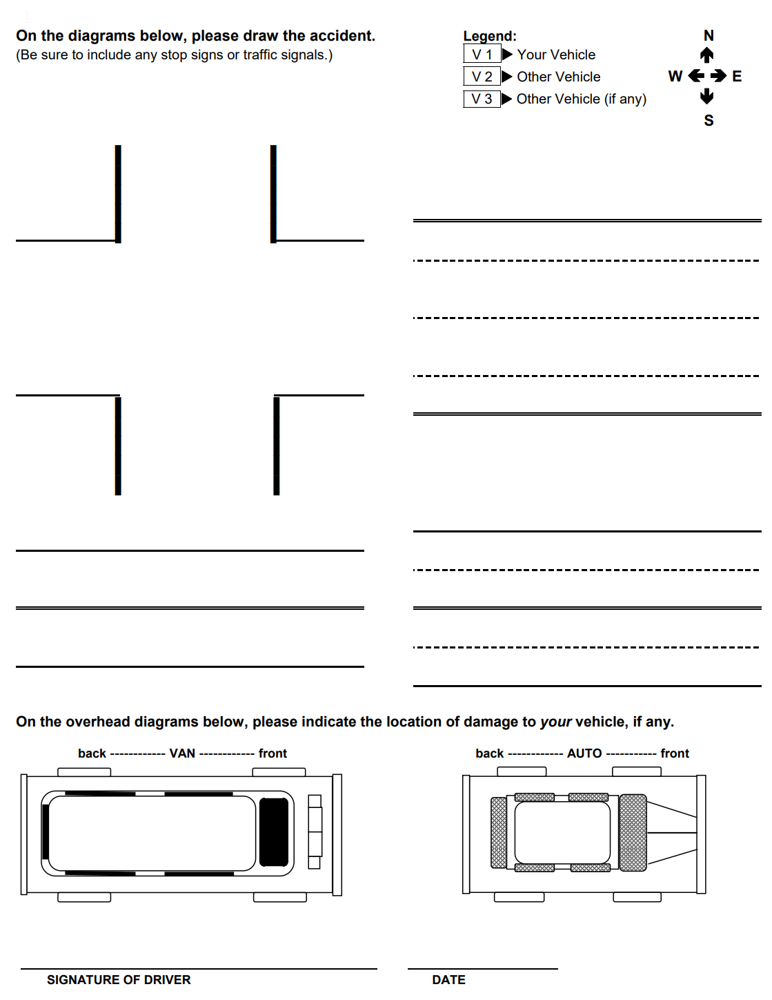 On the diagrams below, please draw the accident.
(Be sure to include any stop signs or traffic signals.)
Legend:
V 1 Your Vehicle
V 2 Other Vehicle
V 3 Other Vehicle (if any)
N
W E
S
On the overhead diagrams below, please indicate the location of damage to your vehicle, if any.
back ------------ VAN ------------ front
back ------------ AUTO ----------- front
SIGNATURE OF DRIVER
DATE